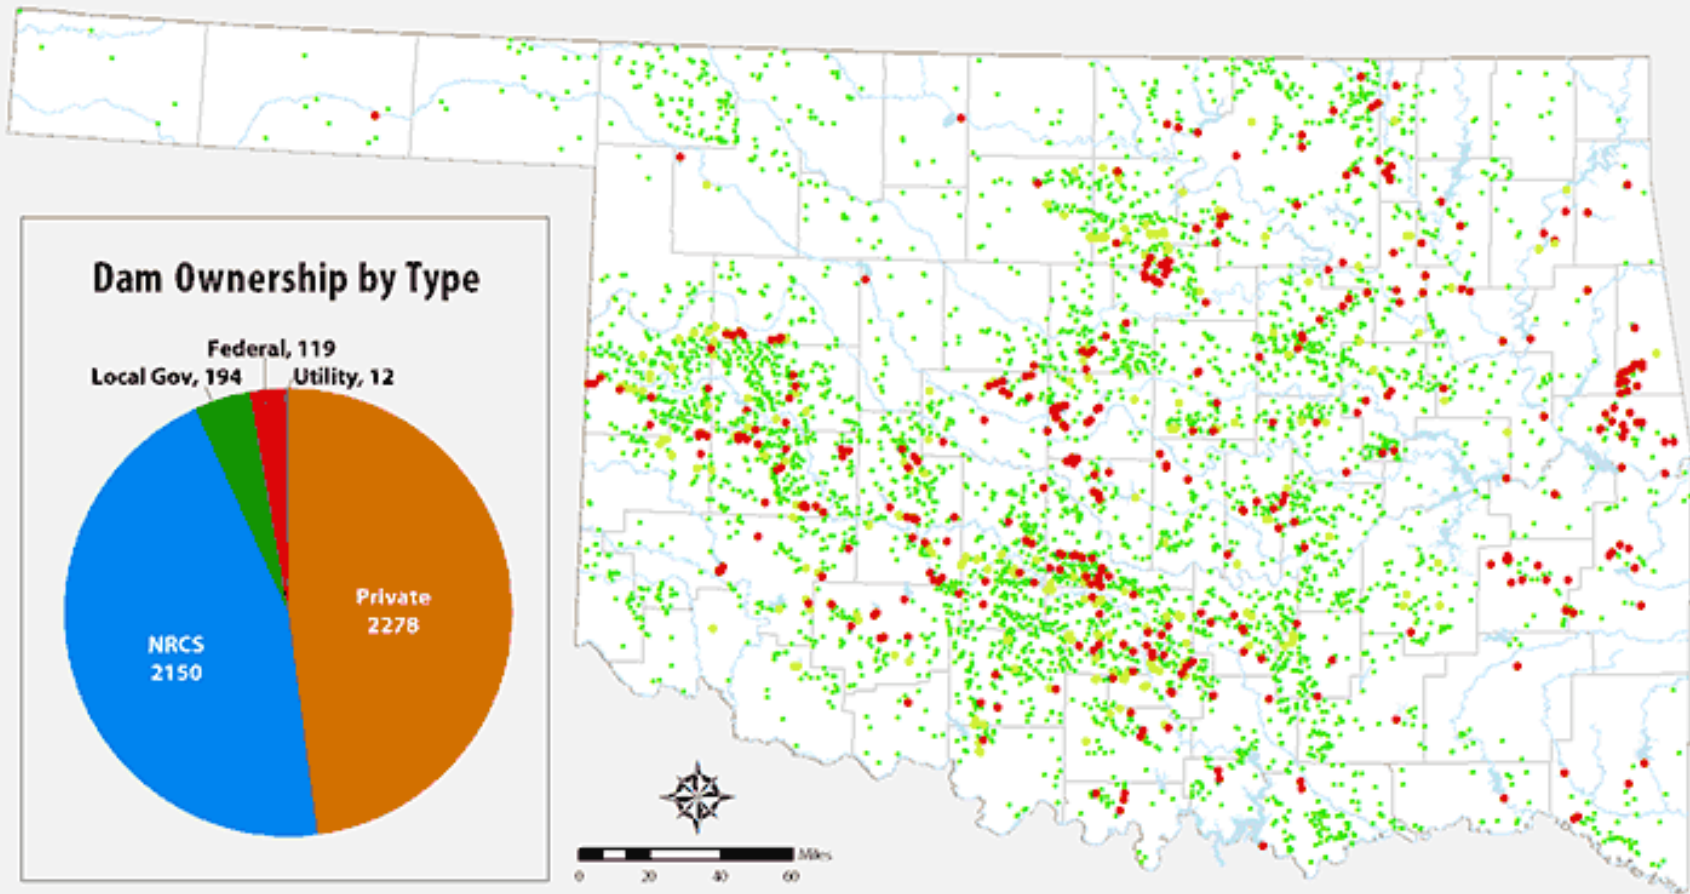 Dam Ownership by Type
Federal, 119
Local Gov, 194
Utility, 12
Private
2278
NRCS
2150
Miles
0 20 40 60